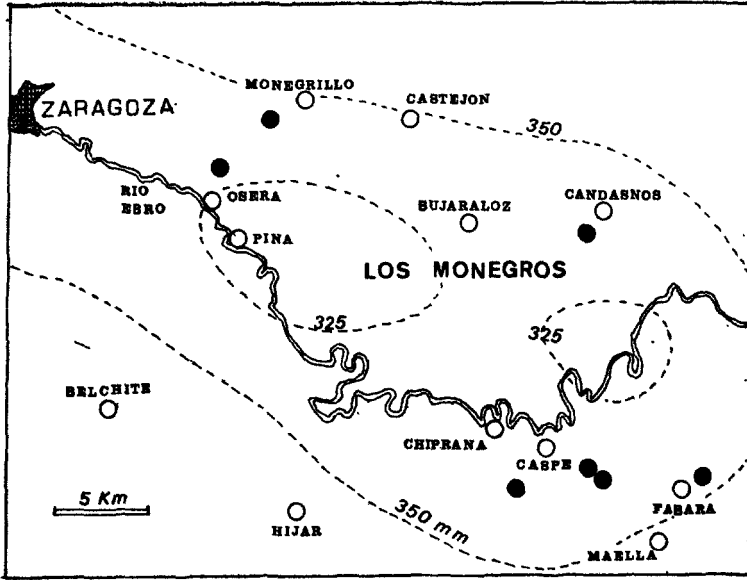 MONEGRILLO
ZARAGOZA
CASTEJON
350
RIO
EBRO
OSERA
BUJARALOZ
CANDASNOS
PINA
LOS MONEGROS
325
325
BELCHITE
CHIPRANA
CASPE
5 Km
FABARA
350 mm
HIJAR
MAELLA